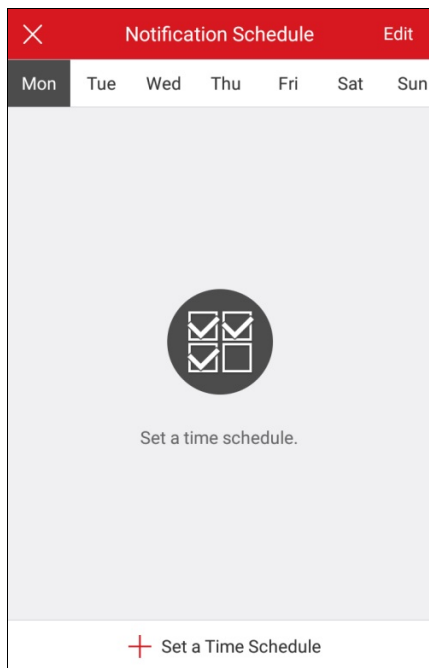 Notification Schedule Edit
Mon Tue Wed Thu Fri Sat Sun
Set a time schedule.
Set a Time Schedule